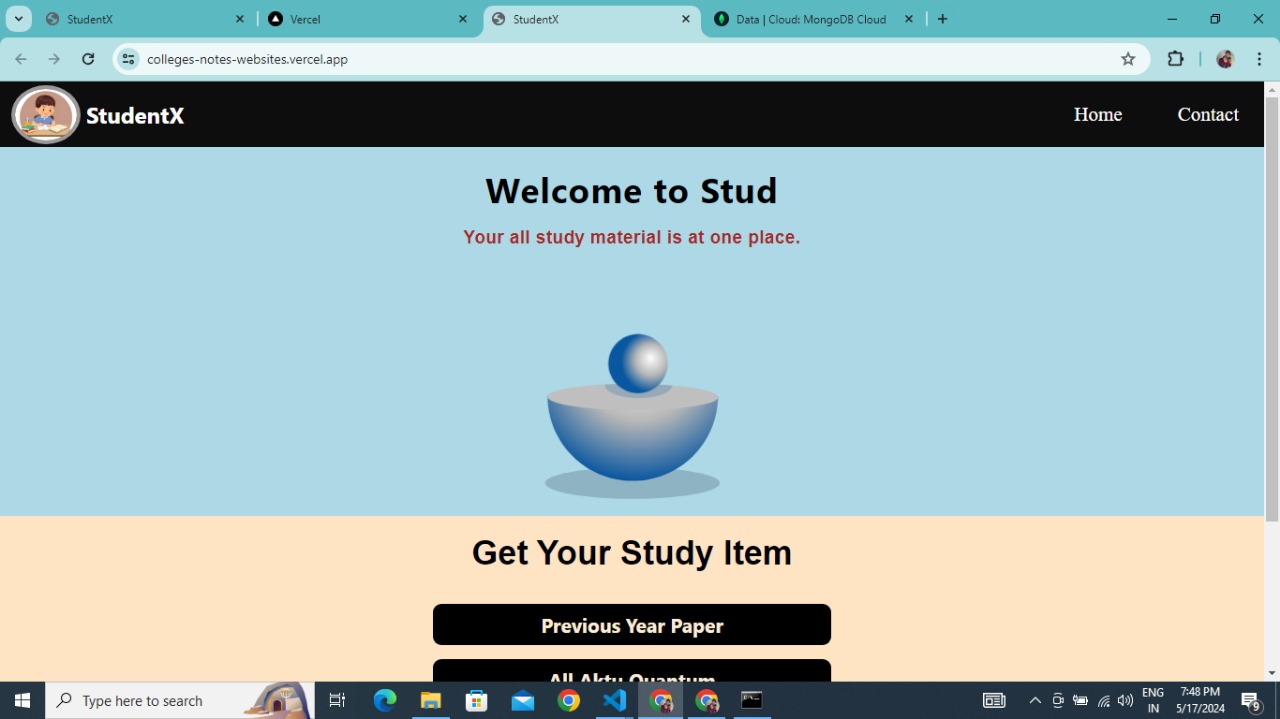 StudentX
Vercel
StudentX
Data | Cloud: MongoDB Cloud
colleges-notes-websites.vercel.app
StudentX
Home
Contact
Welcome to Stud
Your all study material is at one place.
Get Your Study Item
Previous Year Paper
All Aktu Quantum
Type here to search
ENG
IN
7:48 PM
5/17/2024
9